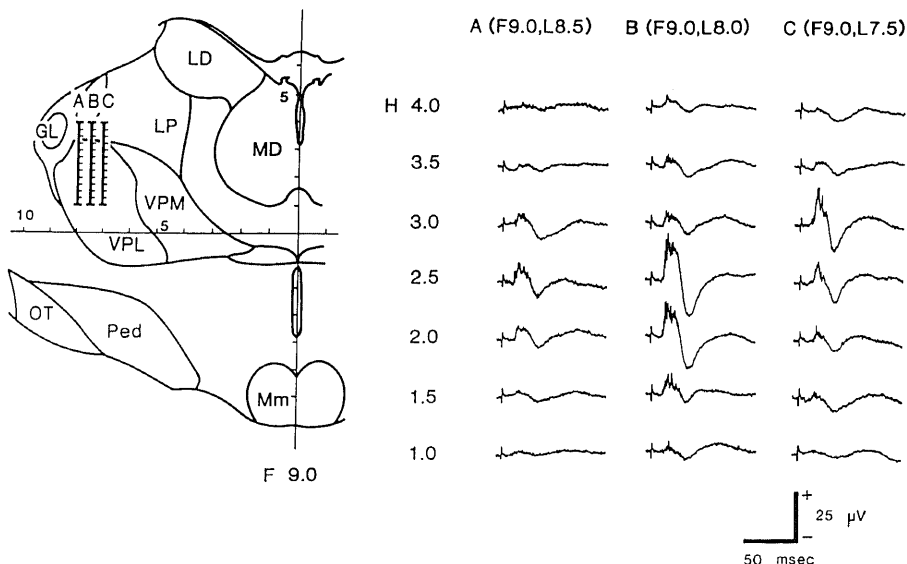 A (F9.0,L8.5) B (F9.0,L8.0) C (F9.0,L7.5)
LD
5
A B C
GL
LP
MD
VPM
10
5
VPL
OT
Ped
Mm
F 9.0
H 4.0
3.5
3.0
2.5
2.0
1.5
1.0
+
25 μV
−
50 msec